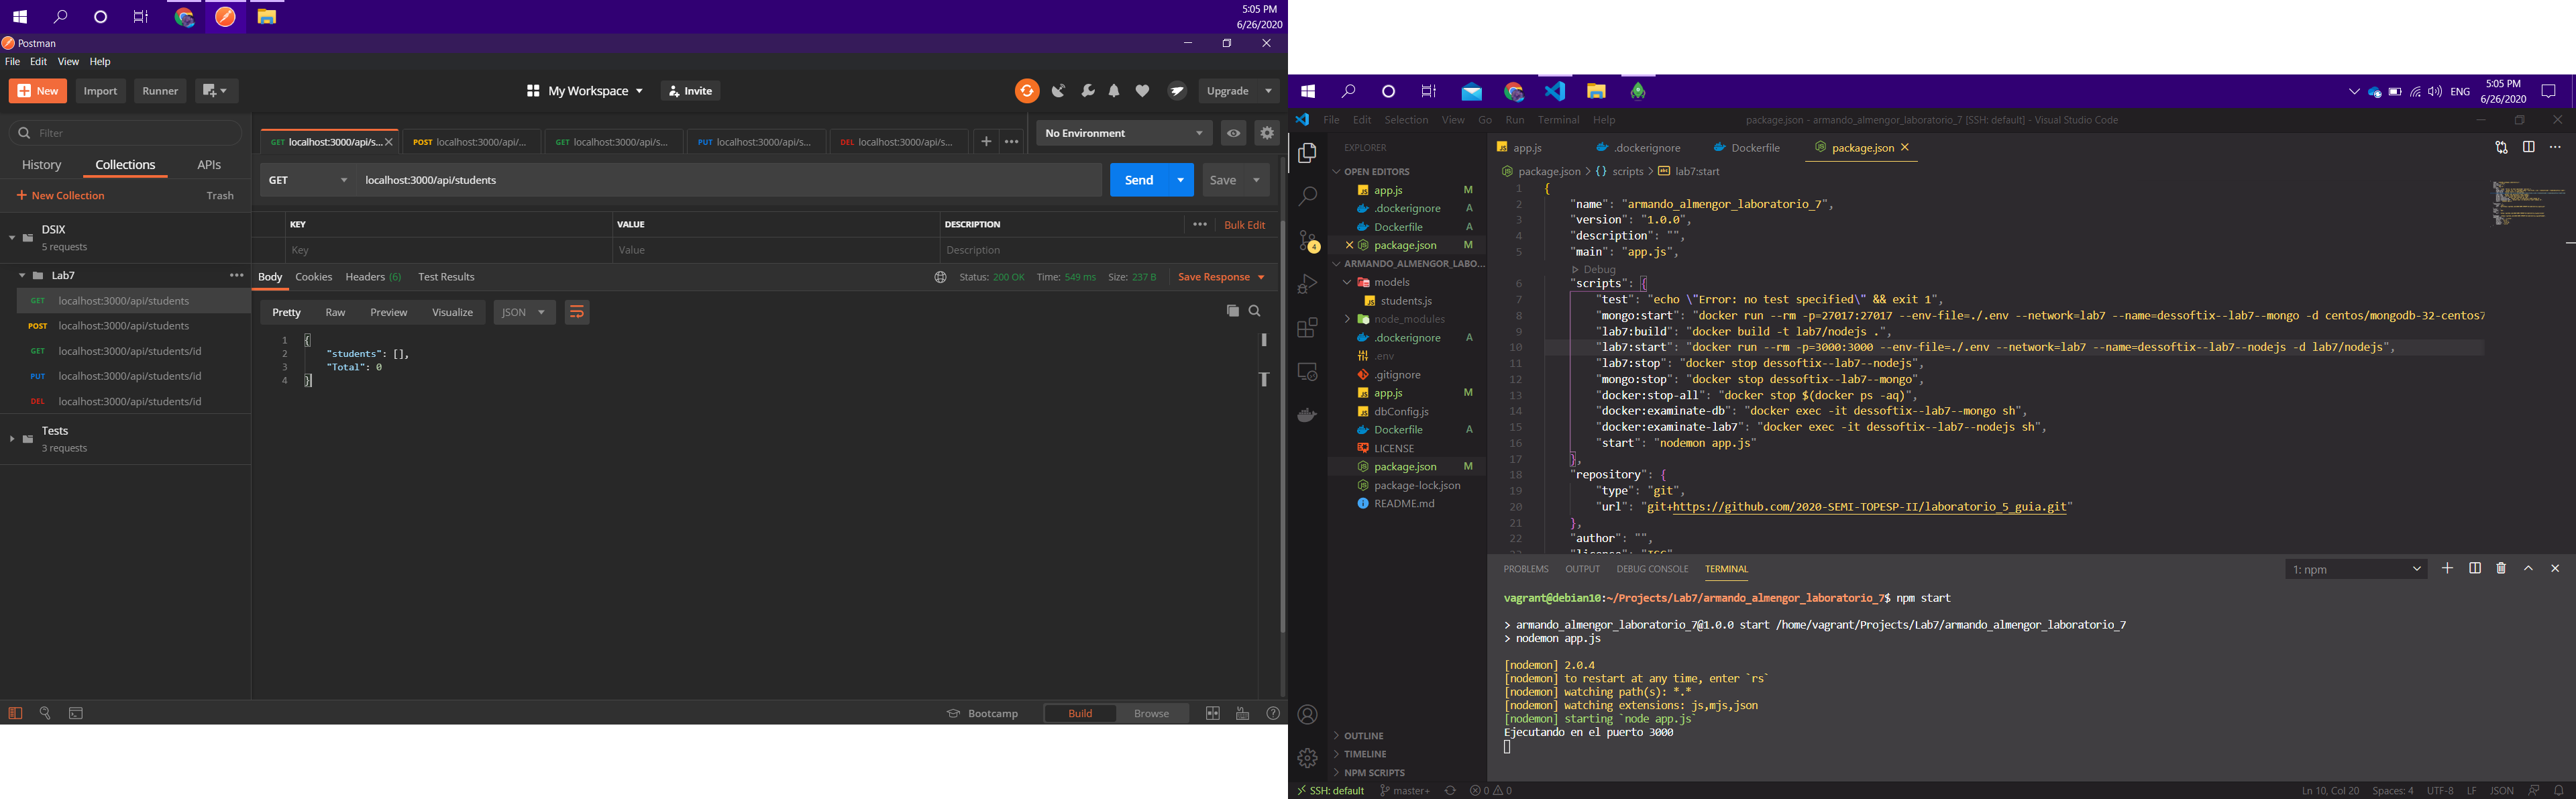 5:05 PM
6/26/2020
Postman
File Edit View Help
New Import Runner My Workspace Invite Upgrade
Filter
History Collections APIs
New Collection Trash
DSIX
5 requests
Lab7
GET localhost:3000/api/students
POST localhost:3000/api/students
GET localhost:3000/api/students/id
PUT localhost:3000/api/students/id
DEL localhost:3000/api/students/id
Tests
3 requests
GET localhost:3000/api/s... POST localhost:3000/api/... GET localhost:3000/api/s... PUT localhost:3000/api/s... DEL localhost:3000/api/s... No Environment
GET localhost:3000/api/students Send Save
KEY VALUE DESCRIPTION Bulk Edit
Key Value Description
Body Cookies Headers (6) Test Results Status: 200 OK Time: 549 ms Size: 237 B Save Response
Pretty Raw Preview Visualize JSON
1 {
2 "students": [],
3 "Total": 0
4 }
Bootcamp Build Browse
ENG 5:05 PM
6/26/2020
File Edit Selection View Go Run Terminal Help package.json - armando_almengor_laboratorio_7 [SSH: default] - Visual Studio Code
EXPLORER
OPEN EDITORS
app.js M
.dockerignore A
Dockerfile A
package.json M
ARMANDO_ALMENGOR_LABO...
models
students.js
node_modules
.dockerignore A
.env
.gitignore
app.js M
dbConfig.js
Dockerfile A
LICENSE
package.json M
package-lock.json
README.md
OUTLINE
TIMELINE
NPM SCRIPTS
4
app.js .dockerignore Dockerfile package.json
package.json > {} scripts > lab7:start
1 {
2 "name": "armando_almengor_laboratorio_7",
3 "version": "1.0.0",
4 "description": "",
5 "main": "app.js",
Debug
6 "scripts": {
7 "test": "echo \"Error: no test specified\" && exit 1",
8 "mongo:start": "docker run --rm -p=27017:27017 --env-file=./.env --network=lab7 --name=dessoftix--lab7--mongo -d centos/mongodb-32-centos7
9 "lab7:build": "docker build -t lab7/nodejs .",
10 "lab7:start": "docker run --rm -p=3000:3000 --env-file=./.env --network=lab7 --name=dessoftix--lab7--nodejs -d lab7/nodejs",
11 "lab7:stop": "docker stop dessoftix--lab7--nodejs",
12 "mongo:stop": "docker stop dessoftix--lab7--mongo",
13 "docker:stop-all": "docker stop $(docker ps -aq)",
14 "docker:examinate-db": "docker exec -it dessoftix--lab7--mongo sh",
15 "docker:examinate-lab7": "docker exec -it dessoftix--lab7--nodejs sh",
16 "start": "nodemon app.js"
17 },
18 "repository": {
19 "type": "git",
20 "url": "git+https://github.com/2020-SEMI-TOPESP-II/laboratorio_5_guia.git"
21 },
22 "author": "",
23 "license": "ISC"
PROBLEMS OUTPUT DEBUG CONSOLE TERMINAL 1: npm
vagrant@debian10:~/Projects/Lab7/armando_almengor_laboratorio_7$ npm start
> armando_almengor_laboratorio_7@1.0.0 start /home/vagrant/Projects/Lab7/armando_almengor_laboratorio_7
> nodemon app.js
[nodemon] 2.0.4
[nodemon] to restart at any time, enter `rs`
[nodemon] watching path(s): *.*
[nodemon] watching extensions: js,mjs,json
[nodemon] starting `node app.js`
Ejecutando en el puerto 3000
SSH: default master+ 0 0 Ln 10, Col 20 Spaces: 4 UTF-8 LF JSON